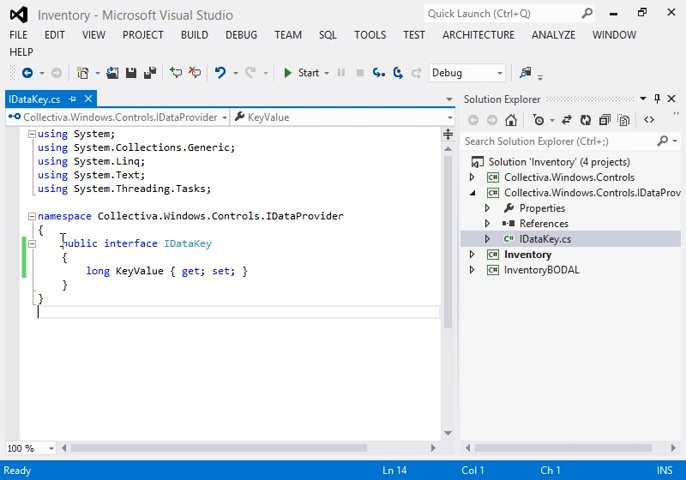 Inventory - Microsoft Visual Studio
Quick Launch (Ctrl+Q)
FILE EDIT VIEW PROJECT BUILD DEBUG TEAM SQL TOOLS TEST ARCHITECTURE ANALYZE WINDOW
HELP
Start Debug
IDataKey.cs
Collectiva.Windows.Controls.IDataProvider KeyValue
using System;
using System.Collections.Generic;
using System.Linq;
using System.Text;
using System.Threading.Tasks;
namespace Collectiva.Windows.Controls.IDataProvider
{
public interface IDataKey
{
long KeyValue { get; set; }
}
}
100 %
Solution Explorer
Search Solution Explorer (Ctrl+;)
Solution 'Inventory' (4 projects)
Collectiva.Windows.Controls
Collectiva.Windows.Controls.IDataProv
Properties
References
C# IDataKey.cs
Inventory
InventoryBODAL
Ready Ln 14 Col 1 Ch 1 INS